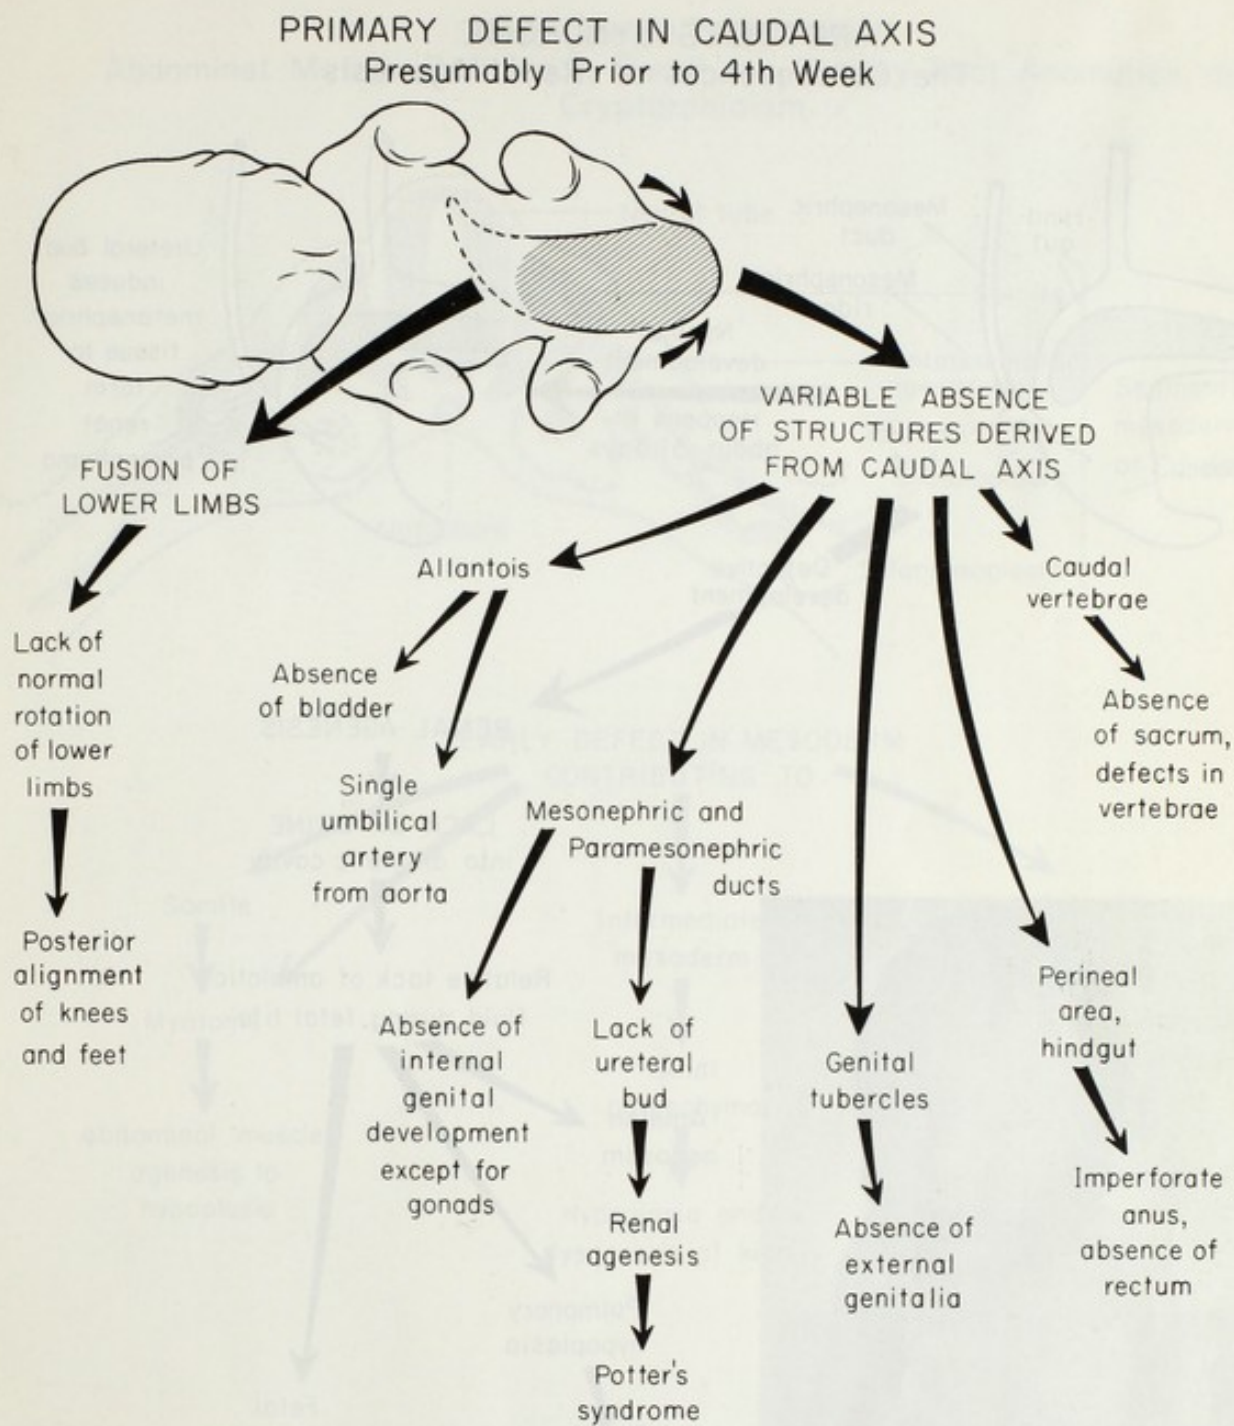 PRIMARY DEFECT IN CAUDAL AXIS
Presumably Prior to 4th Week
VARIABLE ABSENCE
OF STRUCTURES DERIVED
FROM CAUDAL AXIS
FUSION OF
LOWER LIMBS
Lack of
normal
rotation
of lower
limbs
Posterior
alignment
of knees
and feet
Allantois
Absence
of bladder
Single
umbilical
artery
from aorta
Mesonephric and
Paramesonephric
ducts
Absence of
internal
genital
development
except for
gonads
Lack of
ureteral
bud
Renal
agenesis
Potter's
syndrome
Genital
tubercles
Absence of
external
genitalia
Perineal
area,
hindgut
Imperforate
anus,
absence of
rectum
Caudal
vertebrae
Absence
of sacrum,
defects in
vertebrae